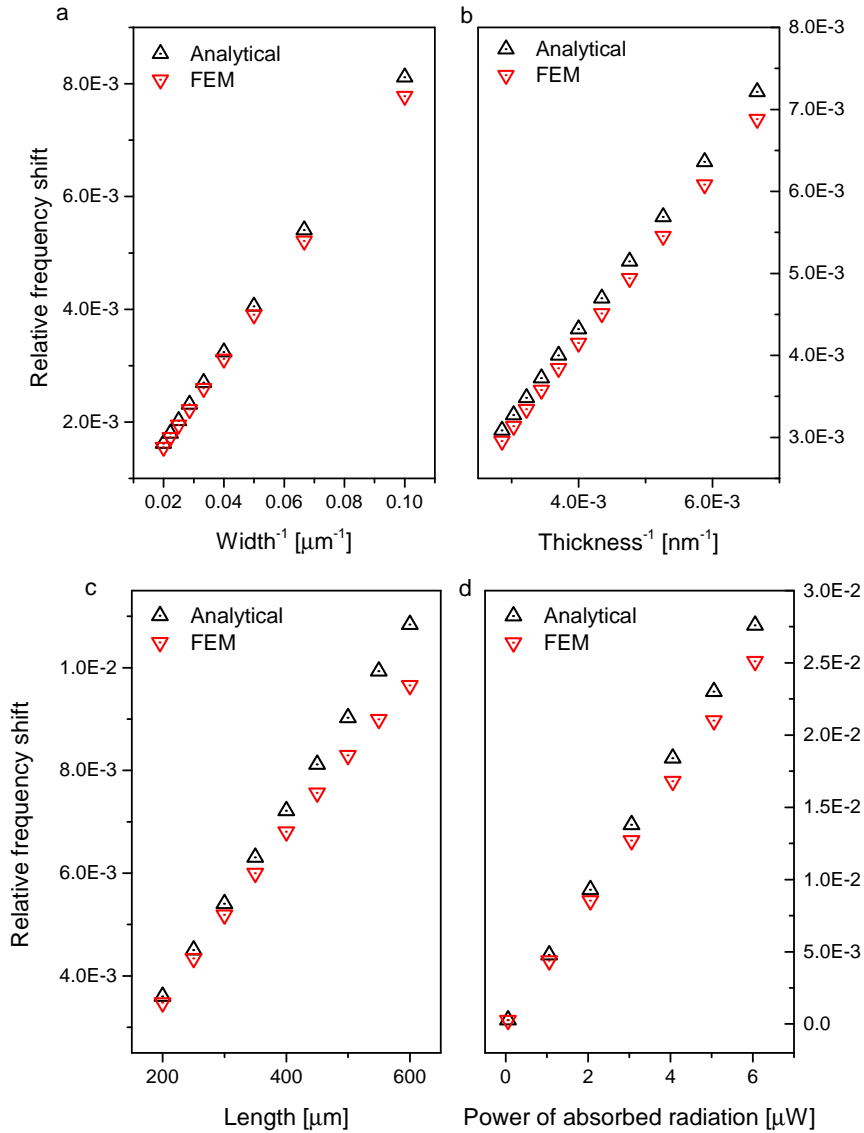 a
Analytical
FEM
8.0E-3
6.0E-3
4.0E-3
2.0E-3
Relative frequency shift
0.02 0.04 0.06 0.08 0.10
Width⁻¹ [μm⁻¹]
b
Analytical
FEM
8.0E-3
7.0E-3
6.0E-3
5.0E-3
4.0E-3
3.0E-3
4.0E-3 6.0E-3
Thickness⁻¹ [nm⁻¹]
c
Analytical
FEM
1.0E-2
8.0E-3
6.0E-3
4.0E-3
Relative frequency shift
200 400 600
Length [μm]
d
Analytical
FEM
3.0E-2
2.5E-2
2.0E-2
1.5E-2
1.0E-2
5.0E-3
0.0
0 2 4 6
Power of absorbed radiation [μW]